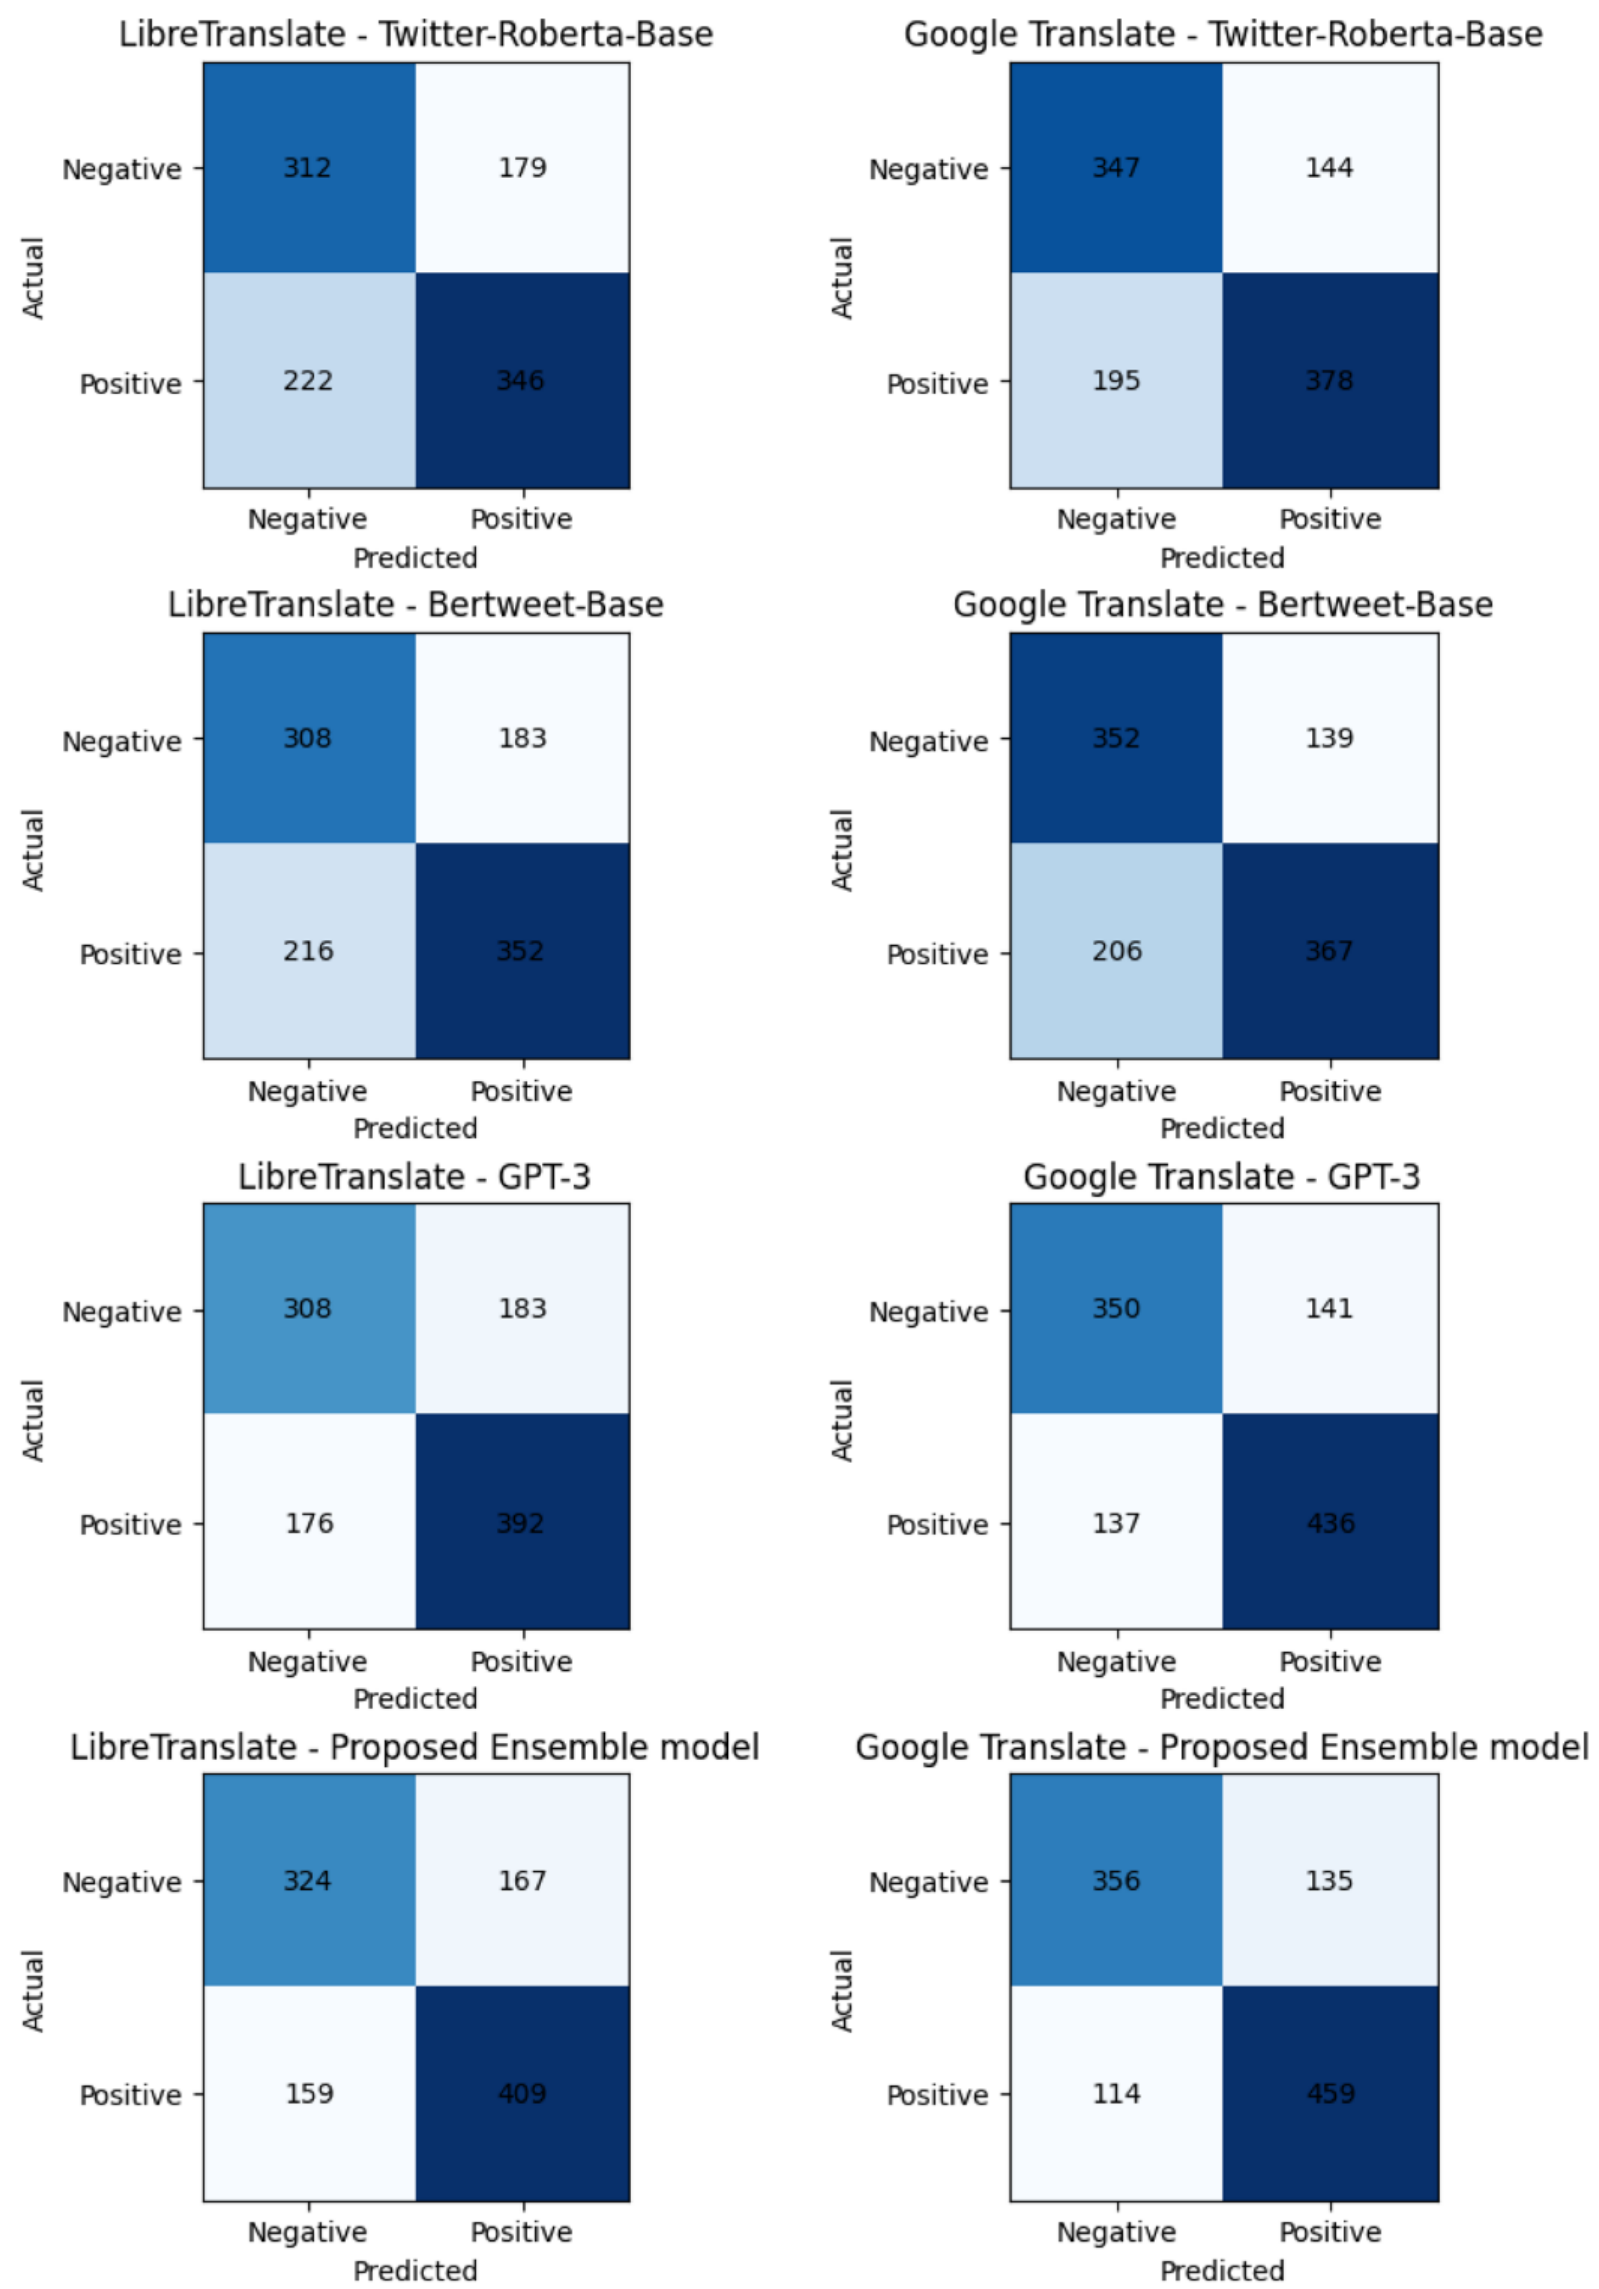 LibreTranslate - Twitter-Roberta-Base
Negative 312 179
Actual
Positive 222 346
Negative Positive
Predicted
Google Translate - Twitter-Roberta-Base
Negative 347 144
Actual
Positive 195 378
Negative Positive
Predicted
LibreTranslate - Bertweet-Base
Negative 308 183
Actual
Positive 216 352
Negative Positive
Predicted
Google Translate - Bertweet-Base
Negative 352 139
Actual
Positive 206 367
Negative Positive
Predicted
LibreTranslate - GPT-3
Negative 308 183
Actual
Positive 176 392
Negative Positive
Predicted
Google Translate - GPT-3
Negative 350 141
Actual
Positive 137 436
Negative Positive
Predicted
LibreTranslate - Proposed Ensemble model
Negative 324 167
Actual
Positive 159 409
Negative Positive
Predicted
Google Translate - Proposed Ensemble model
Negative 356 135
Actual
Positive 114 459
Negative Positive
Predicted